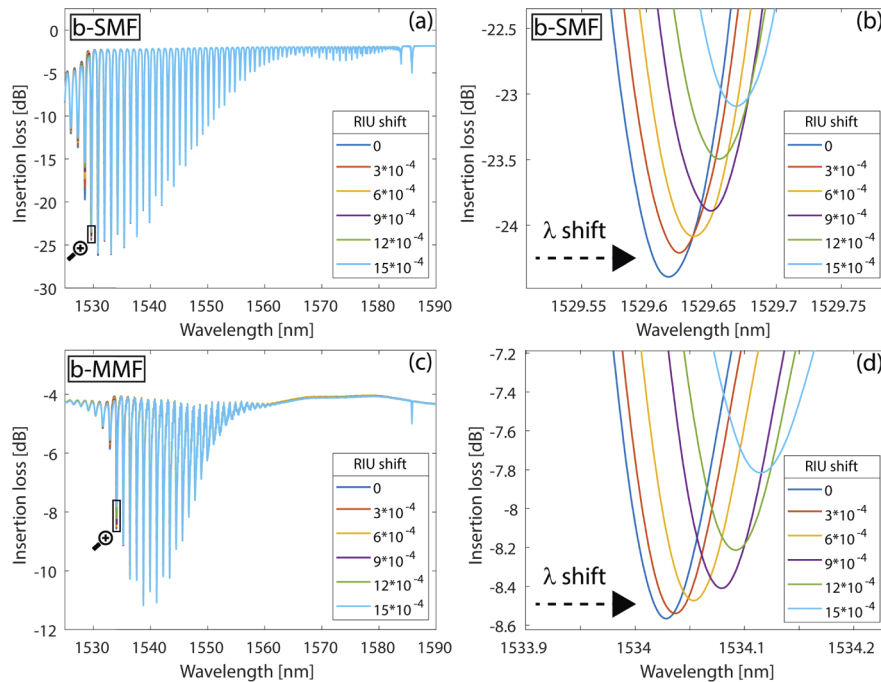 b-SMF
(a)
Insertion loss [dB]
0
-5
-10
-15
-20
-25
-30
RIU shift
0
3*10⁻⁴
6*10⁻⁴
9*10⁻⁴
12*10⁻⁴
15*10⁻⁴
1530 1540 1550 1560 1570 1580 1590
Wavelength [nm]
b-SMF
(b)
Insertion loss [dB]
-22.5
-23
-23.5
-24
λ shift
RIU shift
0
3*10⁻⁴
6*10⁻⁴
9*10⁻⁴
12*10⁻⁴
15*10⁻⁴
1529.55 1529.6 1529.65 1529.7 1529.75
Wavelength [nm]
b-MMF
(c)
Insertion loss [dB]
-4
-6
-8
-10
-12
RIU shift
0
3*10⁻⁴
6*10⁻⁴
9*10⁻⁴
12*10⁻⁴
15*10⁻⁴
1530 1540 1550 1560 1570 1580 1590
Wavelength [nm]
(d)
Insertion loss [dB]
-7.2
-7.4
-7.6
-7.8
-8
-8.2
-8.4
-8.6
λ shift
RIU shift
0
3*10⁻⁴
6*10⁻⁴
9*10⁻⁴
12*10⁻⁴
15*10⁻⁴
1533.9 1534 1534.1 1534.2
Wavelength [nm]